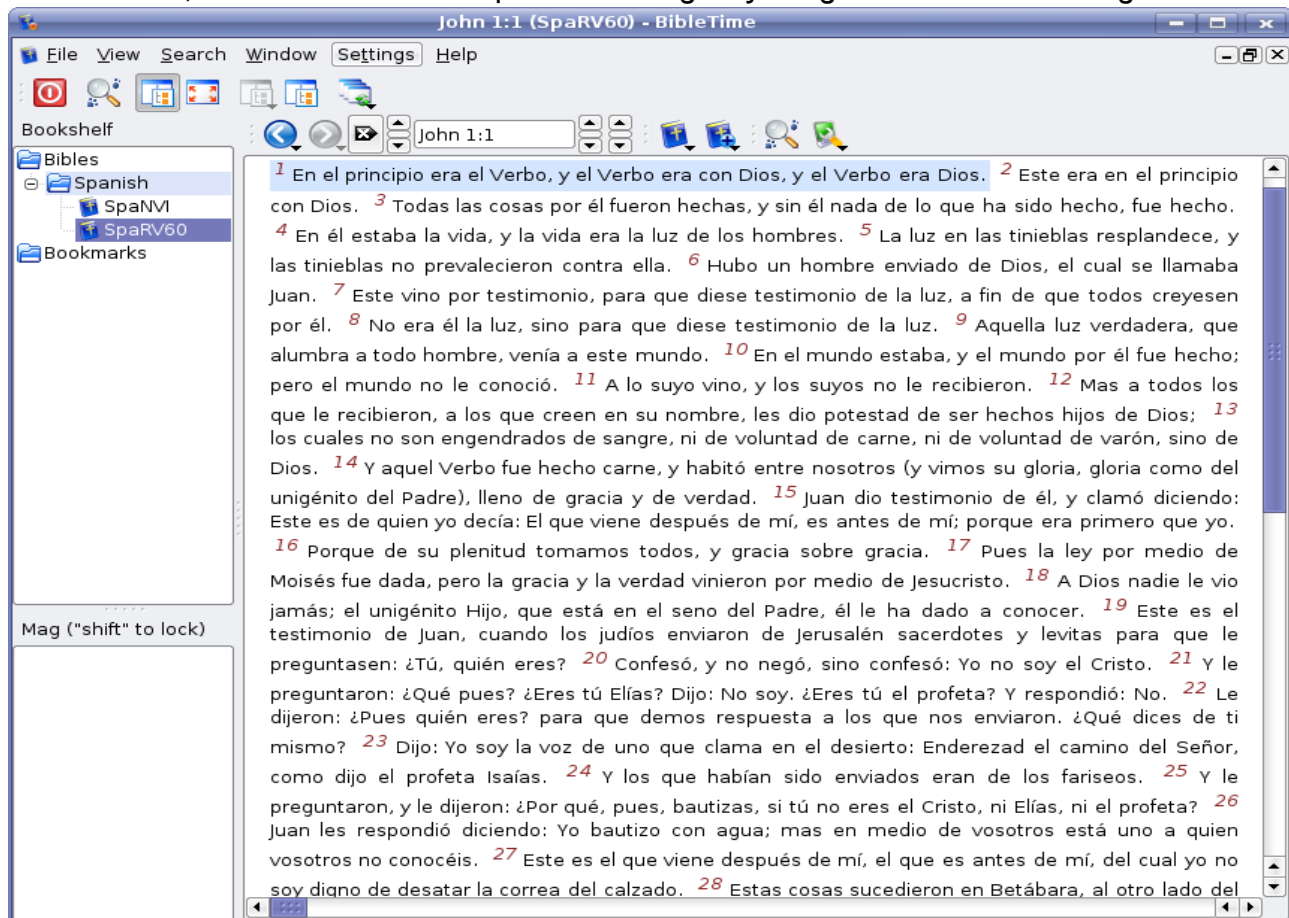 John 1:1 (SpaRV60) - BibleTime
File View Search Window Settings Help
Bookshelf
John 1:1
Bibles
Spanish
SpaNVI
SpaRV60
Bookmarks
Mag ("shift" to lock)
1 En el principio era el Verbo, y el Verbo era con Dios, y el Verbo era Dios. 2 Este era en el principio
con Dios. 3 Todas las cosas por él fueron hechas, y sin él nada de lo que ha sido hecho, fue hecho.
4 En él estaba la vida, y la vida era la luz de los hombres. 5 La luz en las tinieblas resplandece, y
las tinieblas no prevalecieron contra ella. 6 Hubo un hombre enviado de Dios, el cual se llamaba
Juan. 7 Este vino por testimonio, para que diese testimonio de la luz, a fin de que todos creyesen
por él. 8 No era él la luz, sino para que diese testimonio de la luz. 9 Aquella luz verdadera, que
alumbra a todo hombre, venía a este mundo. 10 En el mundo estaba, y el mundo por él fue hecho;
pero el mundo no le conoció. 11 A lo suyo vino, y los suyos no le recibieron. 12 Mas a todos los
que le recibieron, a los que creen en su nombre, les dio potestad de ser hechos hijos de Dios; 13
los cuales no son engendrados de sangre, ni de voluntad de carne, ni de voluntad de varón, sino de
Dios. 14 Y aquel Verbo fue hecho carne, y habitó entre nosotros (y vimos su gloria, gloria como del
unigénito del Padre), lleno de gracia y de verdad. 15 Juan dio testimonio de él, y clamó diciendo:
Este es de quien yo decía: El que viene después de mí, es antes de mí; porque era primero que yo.
16 Porque de su plenitud tomamos todos, y gracia sobre gracia. 17 Pues la ley por medio de
Moisés fue dada, pero la gracia y la verdad vinieron por medio de Jesucristo. 18 A Dios nadie le vio
jamás; el unigénito Hijo, que está en el seno del Padre, él le ha dado a conocer. 19 Este es el
testimonio de Juan, cuando los judíos enviaron de Jerusalén sacerdotes y levitas para que le
preguntasen: ¿Tú, quién eres? 20 Confesó, y no negó, sino confesó: Yo no soy el Cristo. 21 Y le
preguntaron: ¿Qué pues? ¿Eres tú Elías? Dijo: No soy. ¿Eres tú el profeta? Y respondió: No. 22 Le
dijeron: ¿Pues quién eres? para que demos respuesta a los que nos enviaron. ¿Qué dices de ti
mismo? 23 Dijo: Yo soy la voz de uno que clama en el desierto: Enderezad el camino del Señor,
como dijo el profeta Isaías. 24 Y los que habían sido enviados eran de los fariseos. 25 Y le
preguntaron, y le dijeron: ¿Por qué, pues, bautizas, si tú no eres el Cristo, ni Elías, ni el profeta? 26
Juan les respondió diciendo: Yo bautizo con agua; mas en medio de vosotros está uno a quien
vosotros no conocéis. 27 Este es el que viene después de mí, el que es antes de mí, del cual yo no
soy digno de desatar la correa del calzado. 28 Estas cosas sucedieron en Betábara, al otro lado del